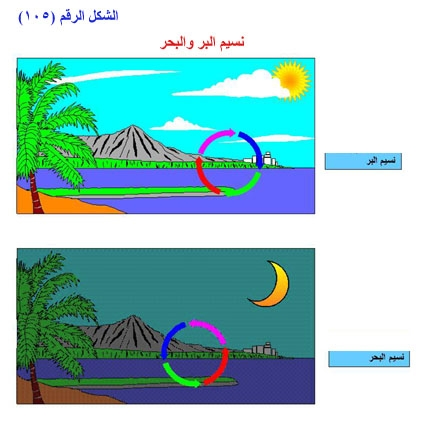 الشكل الرقم (١٠٥)
نسيم البر والبحر
نسيم البر
نسيم البحر